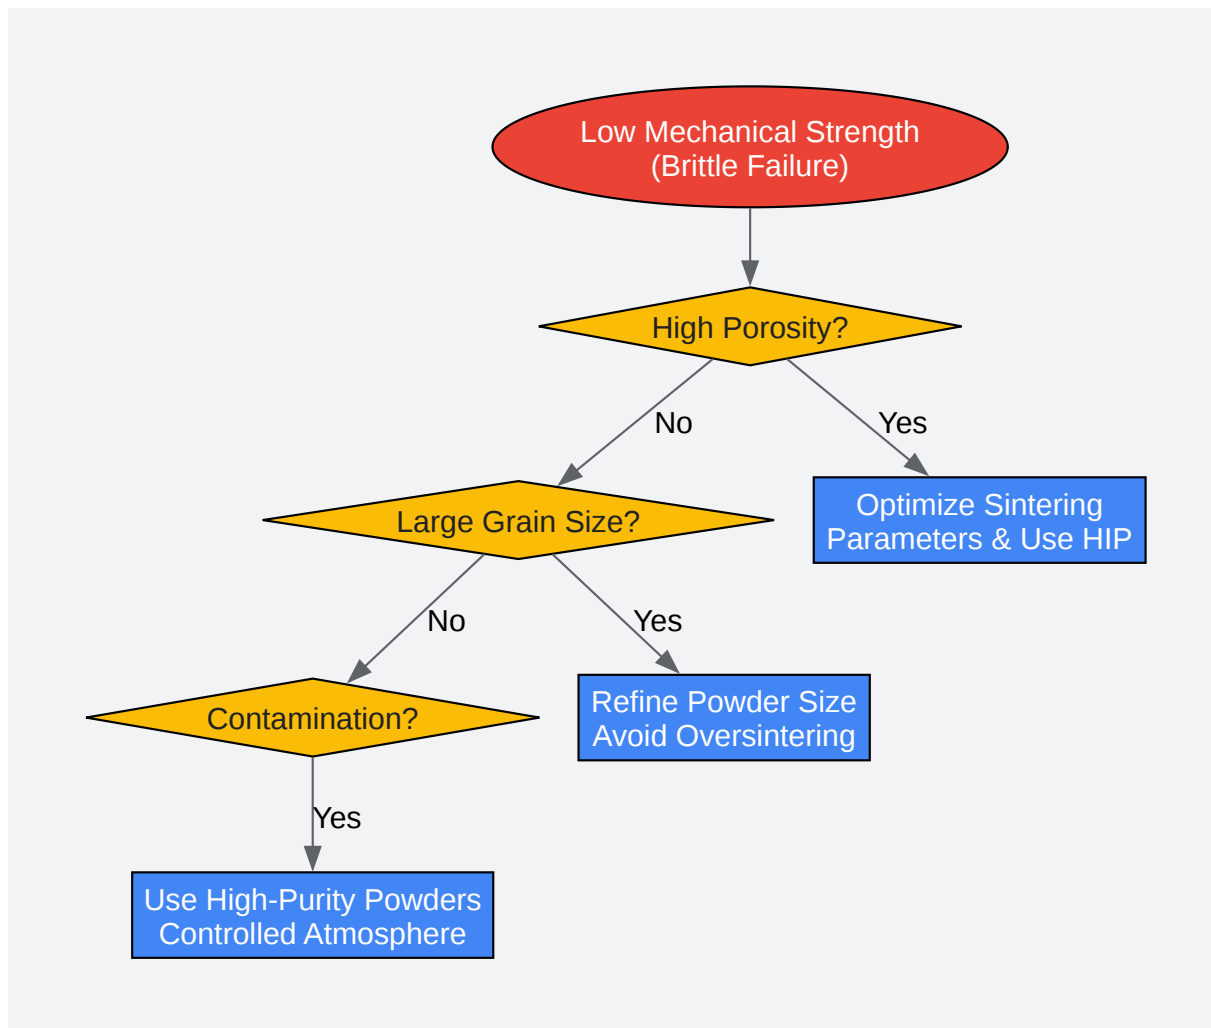 Low Mechanical Strength
(Brittle Failure)
High Porosity?
No
Yes
Optimize Sintering
Parameters & Use HIP
Large Grain Size?
No
Yes
Refine Powder Size
Avoid Oversintering
Contamination?
Yes
Use High-Purity Powders
Controlled Atmosphere